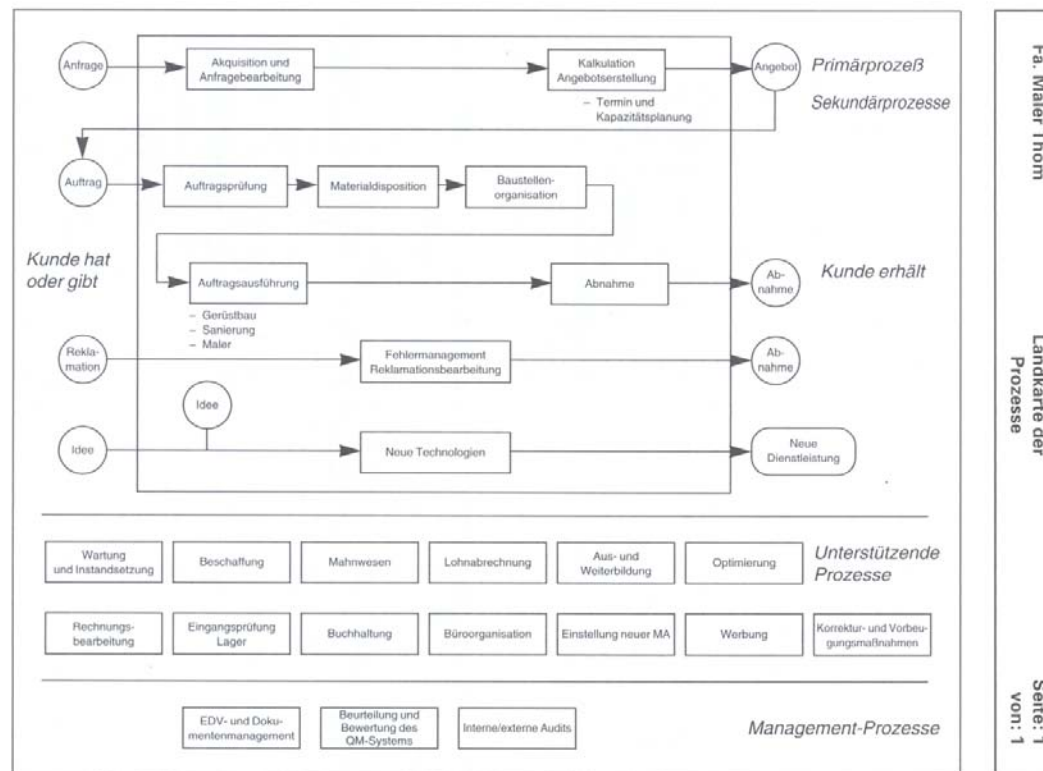 Anfrage
Akquisition und
Anfragebearbeitung
Kalkulation
Angebotserstellung
Angebot
Primärprozeß
– Termin und
Kapazitätsplanung
Sekundärprozesse
Auftrag
Auftragsprüfung
Materialdisposition
Baustellen-
organisation
Kunde hat
oder gibt
Auftragsausführung
Abnahme
Ab-
nahme
Kunde erhält
– Gerüstbau
– Sanierung
– Maler
Rekla-
mation
Fehlermanagement
Reklamationsbearbeitung
Ab-
nahme
Idee
Idee
Neue Technologien
Neue
Dienstleistung
Wartung
und Instandsetzung
Beschaffung
Mahnwesen
Lohnabrechnung
Aus- und
Weiterbildung
Optimierung
Unterstützende
Prozesse
Rechnungs-
bearbeitung
Eingangsprüfung
Lager
Buchhaltung
Büroorganisation
Einstellung neuer MA
Werbung
Korrektur- und Vorbeu-
gungsmaßnahmen
EDV- und Doku-
mentenmanagement
Beurteilung und
Bewertung des
QM-Systems
Interne/externe Audits
Management-Prozesse
Fa. Maler Thom
Landkarte der
Prozesse
Seite: 1
von: 1